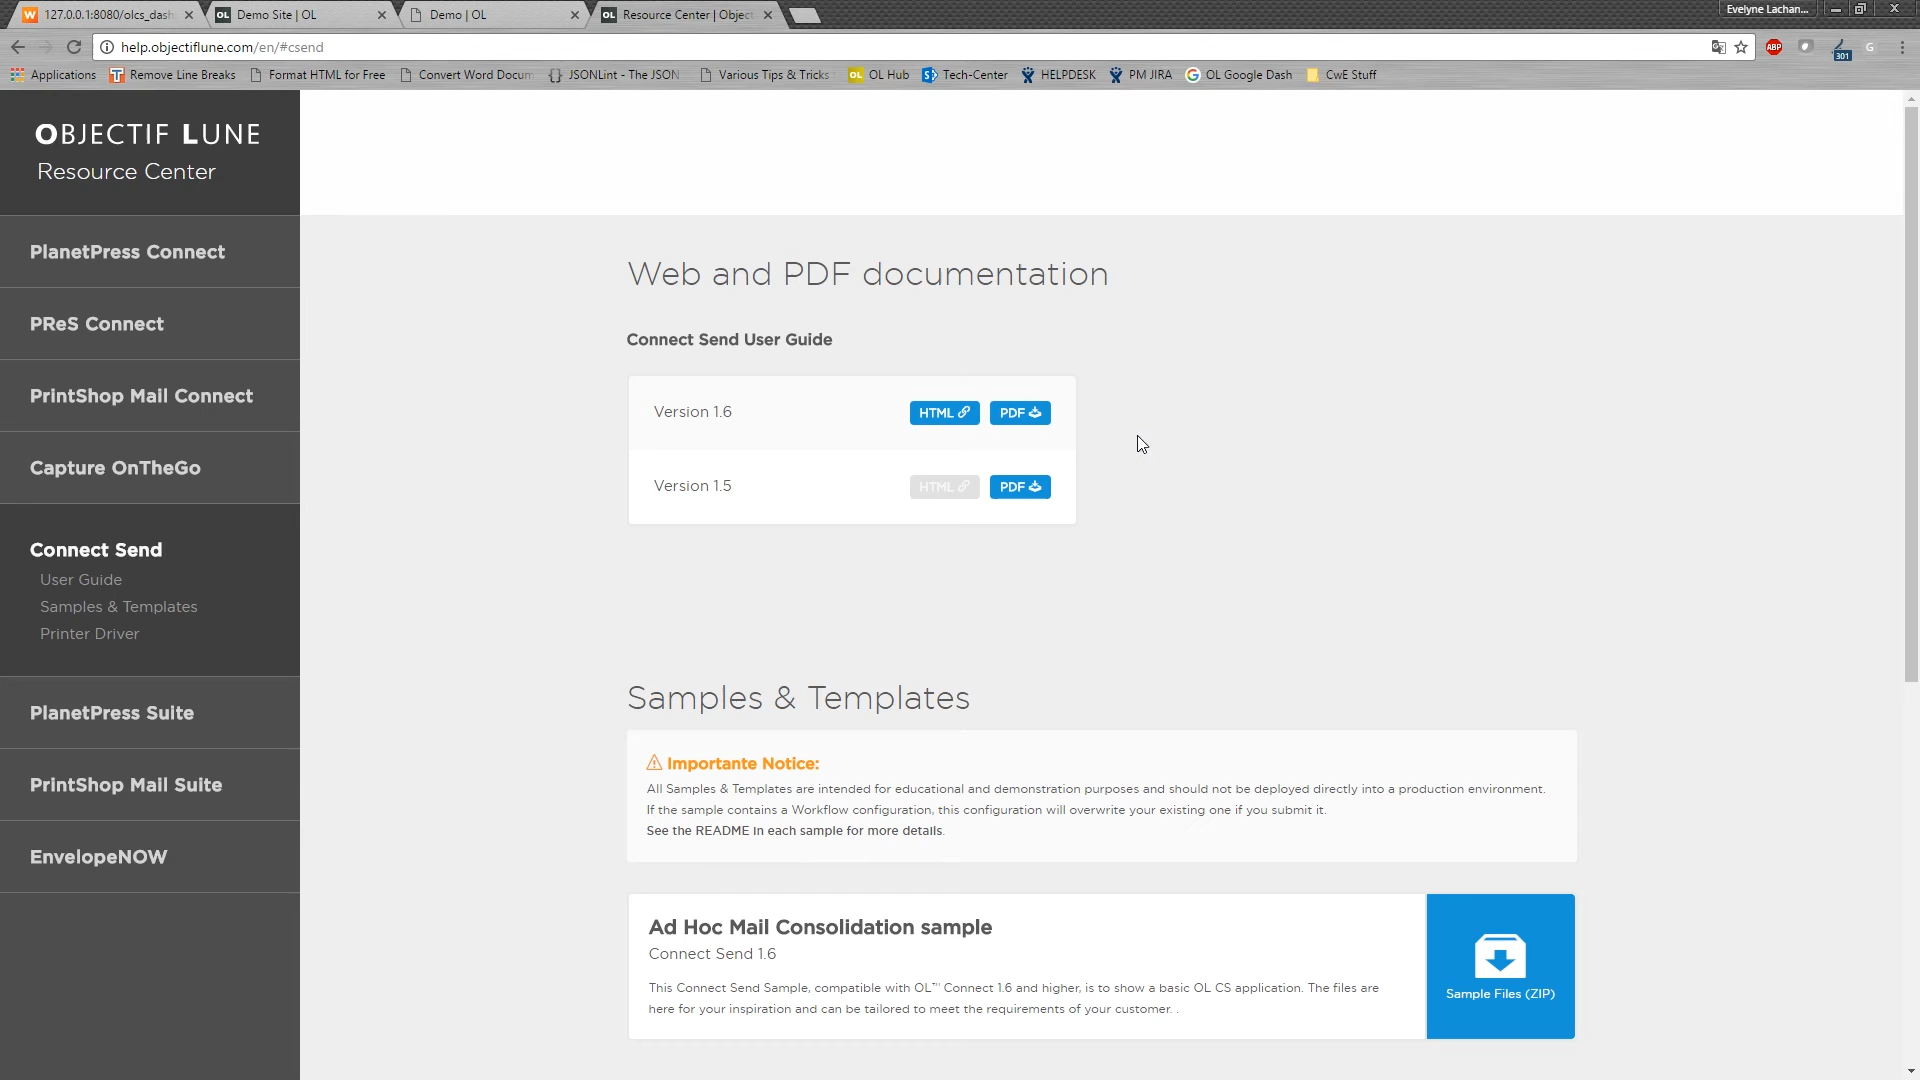 127.0.0.1:8080/olcs_dash
Demo Site | OL
Demo | OL
Resource Center | Object
Evelyne Lachan...
help.objectiflune.com/en/#csend
ABP
301
G
Applications
Remove Line Breaks
Format HTML for Free
Convert Word Docum
JSONLint - The JSON
Various Tips & Tricks
OL Hub
Tech-Center
HELPDESK
PM JIRA
OL Google Dash
CwE Stuff
OBJECTIF LUNE
Resource Center
PlanetPress Connect
PReS Connect
PrintShop Mail Connect
Capture OnTheGo
Connect Send
User Guide
Samples & Templates
Printer Driver
PlanetPress Suite
PrintShop Mail Suite
EnvelopeNOW
Web and PDF documentation
Connect Send User Guide
Version 1.6
HTML
PDF
Version 1.5
HTML
PDF
Samples & Templates
Importante Notice:
All Samples & Templates are intended for educational and demonstration purposes and should not be deployed directly into a production environment.
If the sample contains a Workflow configuration, this configuration will overwrite your existing one if you submit it.
See the README in each sample for more details.
Ad Hoc Mail Consolidation sample
Connect Send 1.6
This Connect Send Sample, compatible with OL™ Connect 1.6 and higher, is to show a basic OL CS application. The files are
here for your inspiration and can be tailored to meet the requirements of your customer. .
Sample Files (ZIP)